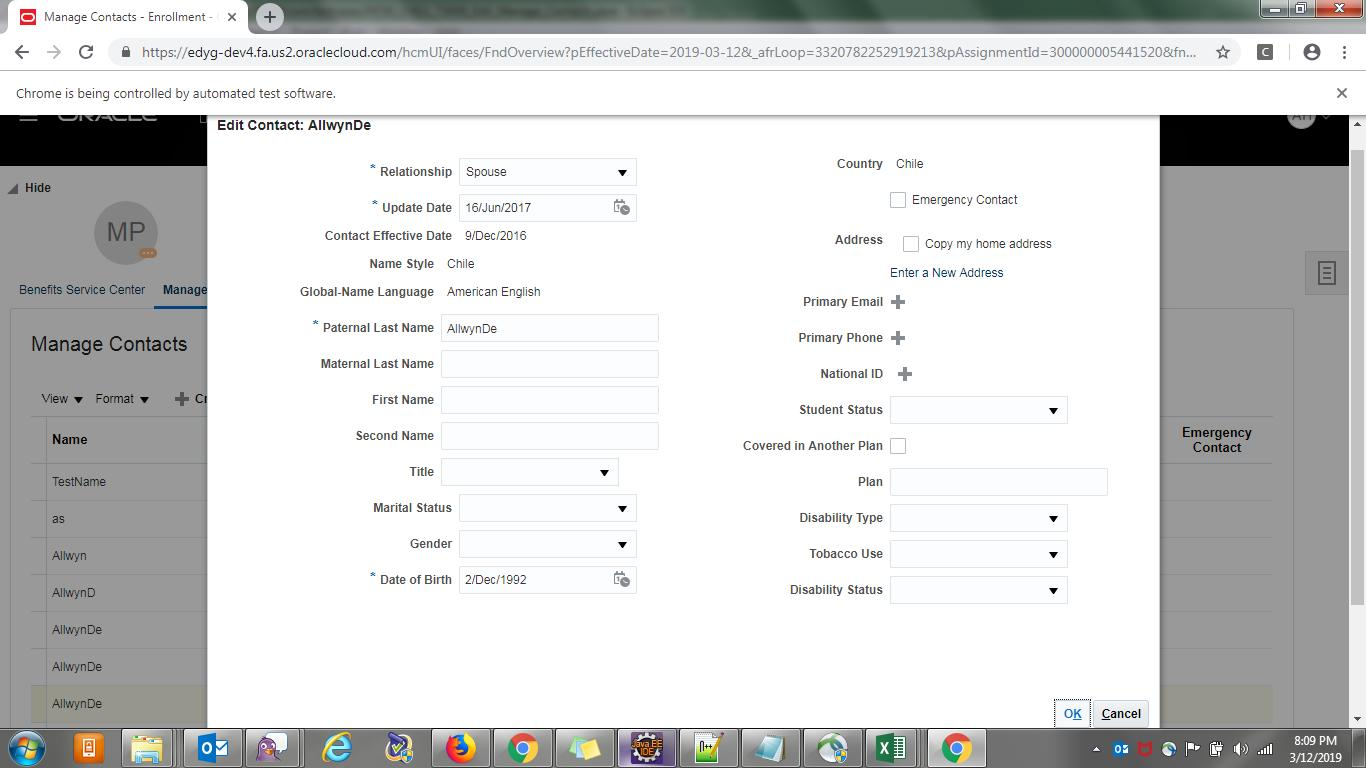 Manage Contacts - Enrollment -
https://edyg-dev4.fa.us2.oraclecloud.com/hcmUI/faces/FndOverview?pEffectiveDate=2019-03-12&_afrLoop=3320782252919213&pAssignmentId=300000005441520&fn...
Chrome is being controlled by automated test software.
ORACLE
AH
Hide
MP
Benefits Service Center
Manage
Manage Contacts
View
Format
Cr
Name
Emergency
Contact
TestName
as
Allwyn
AllwynD
AllwynDe
AllwynDe
AllwynDe
Edit Contact: AllwynDe
* Relationship Spouse
* Update Date 16/Jun/2017
Contact Effective Date 9/Dec/2016
Name Style Chile
Global-Name Language American English
* Paternal Last Name AllwynDe
Maternal Last Name
First Name
Second Name
Title
Marital Status
Gender
* Date of Birth 2/Dec/1992
Country Chile
Emergency Contact
Address Copy my home address
Enter a New Address
Primary Email
Primary Phone
National ID
Student Status
Covered in Another Plan
Plan
Disability Type
Tobacco Use
Disability Status
OK Cancel
Java EE
IDE
8:09 PM
3/12/2019